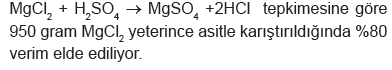 MgCl₂ + H₂SO₄ → MgSO₄ +2HCl tepkimesine göre
950 gram MgCl₂ yeterince asitle karıştırıldığında %80
verim elde ediliyor.